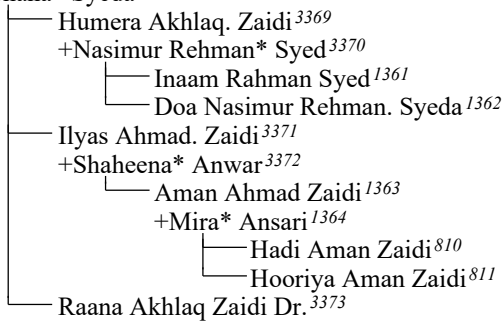 Humera Akhlaq. Zaidi 3369
+Nasimur Rehman* Syed 3370
Inaam Rahman Syed 1361
Doa Nasimur Rehman. Syeda 1362
Ilyas Ahmad. Zaidi 3371
+Shaheena* Anwar 3372
Aman Ahmad Zaidi 1363
+Mira* Ansari 1364
Hadi Aman Zaidi 810
Hooriya Aman Zaidi 811
Raana Akhlaq Zaidi Dr. 3373